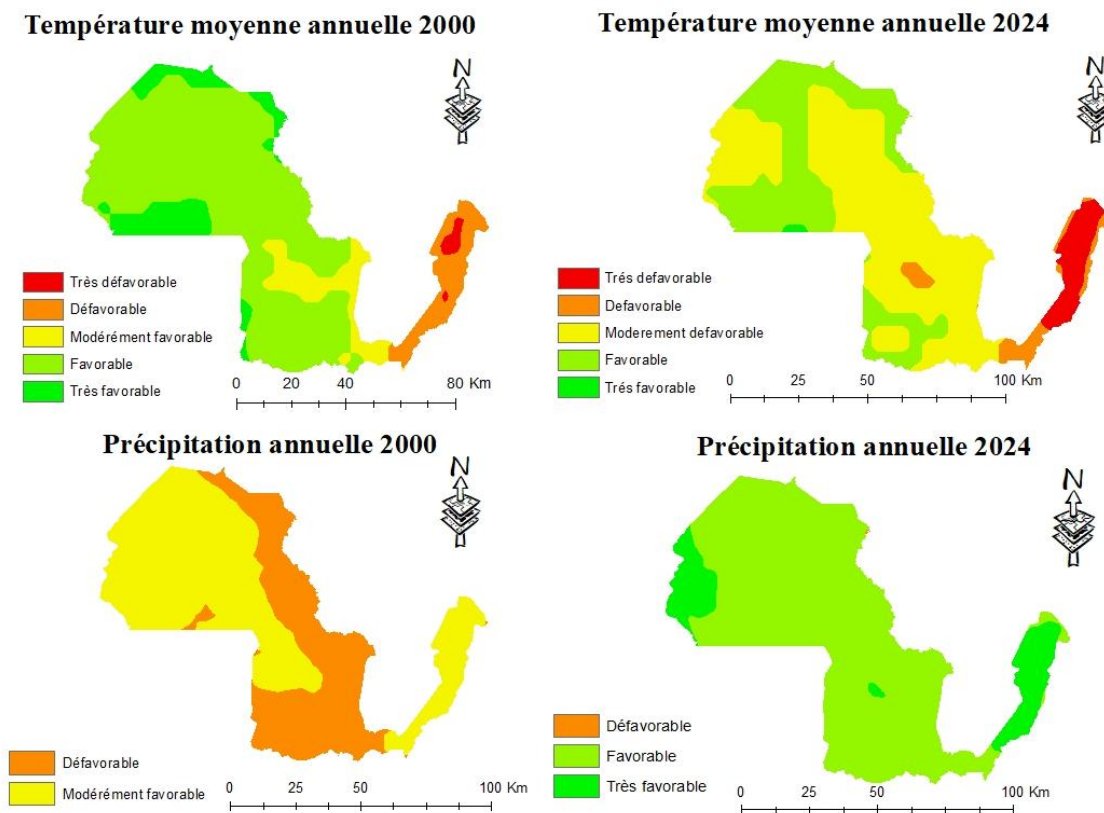 Température moyenne annuelle 2000
N
Très défavorable
Défavorable
Modérément favorable
Favorable
Très favorable
0 20 40 80 Km
Température moyenne annuelle 2024
N
Trés defavorable
Defavorable
Moderement defavorable
Favorable
Trés favorable
0 25 50 100 Km
Précipitation annuelle 2000
N
Défavorable
Modérément favorable
0 25 50 100 Km
Précipitation annuelle 2024
N
Défavorable
Favorable
Très favorable
0 25 50 100 Km